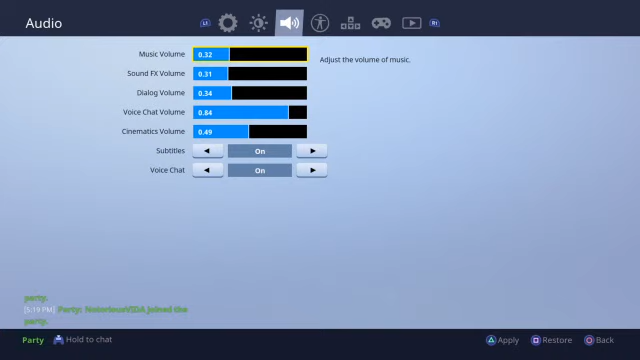 Audio
L1
R1
Music Volume 0.32
Adjust the volume of music.
Sound FX Volume 0.31
Dialog Volume 0.34
Voice Chat Volume 0.84
Cinematics Volume 0.49
Subtitles On
Voice Chat On
party.
[5:19 PM] Party: joined the
party.
Party Hold to chat
Apply Restore Back